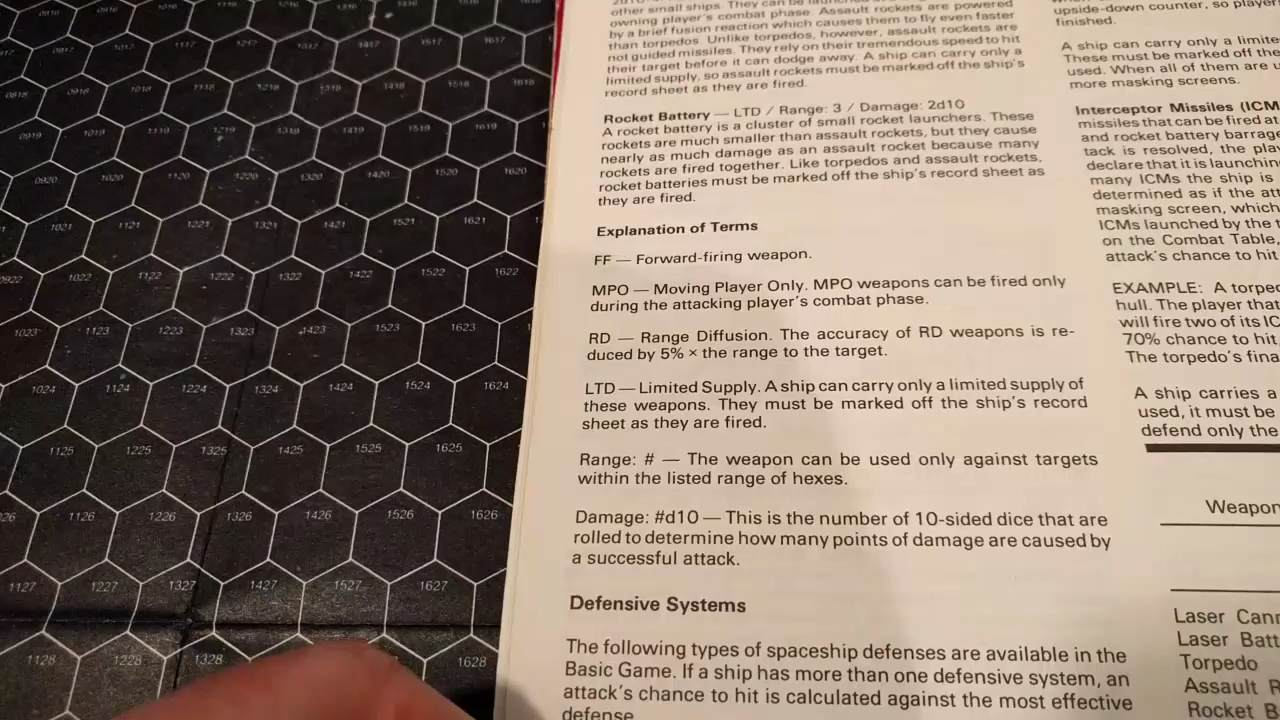 other small ships. They can be
owning player's combat phase. Assault rockets are powered
by a brief fusion reaction which causes them to fly even faster
than torpedos. Unlike torpedos, however, assault rockets are
not guided missiles. They rely on their tremendous speed to hit
their target before it can dodge away. A ship can carry only a
limited supply, so assault rockets must be marked off the ship's
record sheet as they are fired.
Rocket Battery — LTD / Range: 3 / Damage: 2d10
A rocket battery is a cluster of small rocket launchers. These
rockets are much smaller than assault rockets, but they cause
nearly as much damage as an assault rocket because many
rockets are fired together. Like torpedos and assault rockets,
rocket batteries must be marked off the ship's record sheet as
they are fired.
Explanation of Terms
FF — Forward-firing weapon.
MPO — Moving Player Only. MPO weapons can be fired only
during the attacking player's combat phase.
RD — Range Diffusion. The accuracy of RD weapons is re-
duced by 5% × the range to the target.
LTD — Limited Supply. A ship can carry only a limited supply of
these weapons. They must be marked off the ship's record
sheet as they are fired.
Range: # — The weapon can be used only against targets
within the listed range of hexes.
Damage: #d10 — This is the number of 10-sided dice that are
rolled to determine how many points of damage are caused by
a successful attack.
Defensive Systems
The following types of spaceship defenses are available in the
Basic Game. If a ship has more than one defensive system, an
attack's chance to hit is calculated against the most effective
defense
upside-down counter, so player
finished.
A ship can carry only a limite
These must be marked off the
used. When all of them are u
more masking screens.
Interceptor Missiles (ICM
missiles that can be fired at
and rocket battery barrage
tack is resolved, the play
declare that it is launchin
many ICMs the ship is
determined as if the att
masking screen, which
ICMs launched by the t
on the Combat Table,
attack's chance to hit
EXAMPLE: A torped
hull. The player that
will fire two of its IC
70% chance to hit,
The torpedo's fina
A ship carries a
used, it must be
defend only the
Weapon
Laser Cann
Laser Batt
Torpedo
Assault R
Rocket B
0918 1018 1118 1218 1318 1418 1518 1618
0919 1019 1119 1219 1319 1419 1519 1619
0920 1020 1120 1220 1320 1420 1520 1620
1021 1121 1221 1321 1421 1521 1621
0922 1022 1122 1222 1322 1422 1522 1622
1023 1123 1223 1323 1423 1523 1623
1024 1124 1224 1324 1424 1524 1624
1125 1225 1325 1425 1525 1625
1126 1226 1326 1426 1526 1626
1127 1227 1327 1427 1527 1627
1128 1228 1328 1628